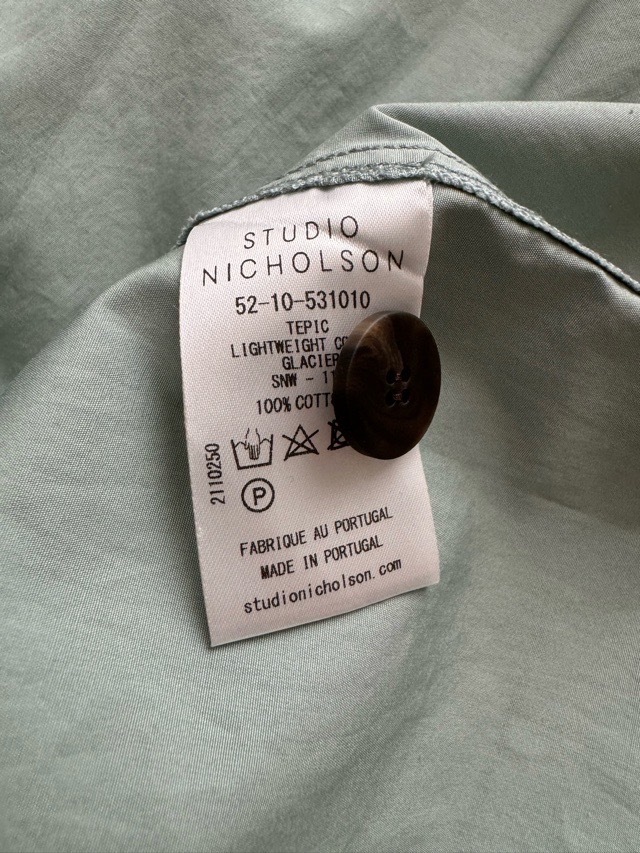 STUDIO
NICHOLSON
52-10-531010
TEPIC
LIGHTWEIGHT
GLACIER
SNW -
100%
2110250
P
FABRIQUE AU PORTUGAL
MADE IN PORTUGAL
studionicholson.com